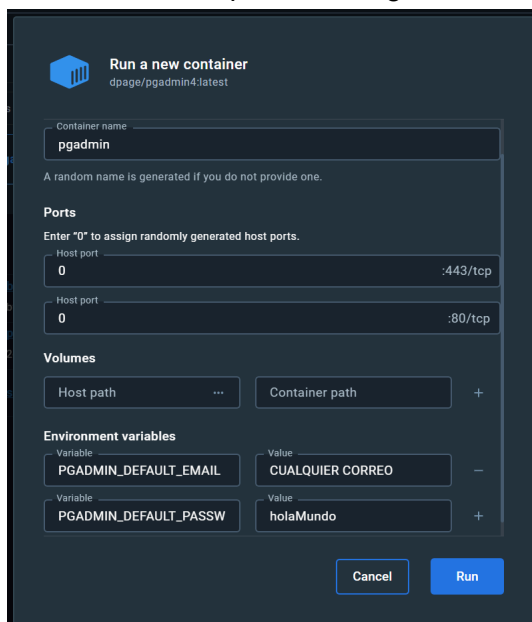 Run a new container
dpage/pgadmin4:latest
Container name
pgadmin
A random name is generated if you do not provide one.
Ports
Enter "0" to assign randomly generated host ports.
Host port
0 :443/tcp
Host port
0 :80/tcp
Volumes
Host path ... Container path +
Environment variables
Variable Value
PGADMIN_DEFAULT_EMAIL CUALQUIER CORREO −
Variable Value
PGADMIN_DEFAULT_PASSW holaMundo +
Cancel Run